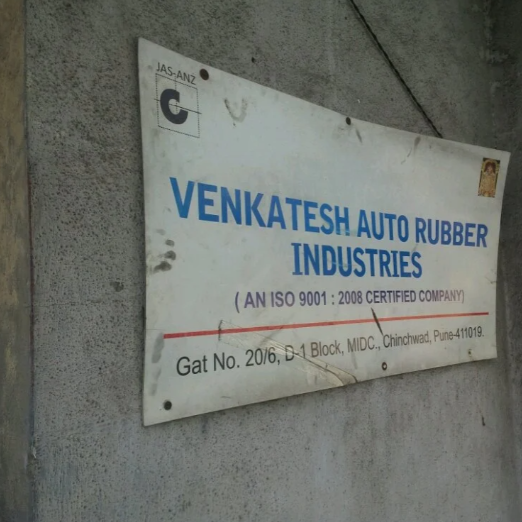 JAS-ANZ
C
VENKATESH AUTO RUBBER
INDUSTRIES
( AN ISO 9001 : 2008 CERTIFIED COMPANY)
Gat No. 20/6, D-1 Block, MIDC., Chinchwad, Pune-411019.